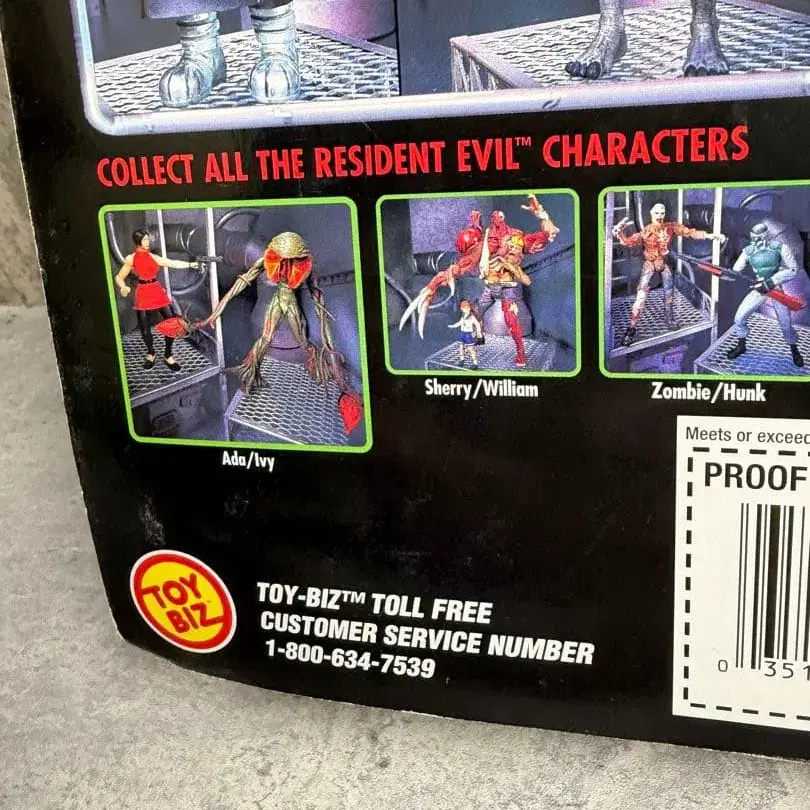 COLLECT ALL THE RESIDENT EVIL™ CHARACTERS
Ada/Ivy
Sherry/William
Zombie/Hunk
Meets or exceed
PROOF
0 351
TOY BIZ
TOY-BIZ™ TOLL FREE
CUSTOMER SERVICE NUMBER
1-800-634-7539